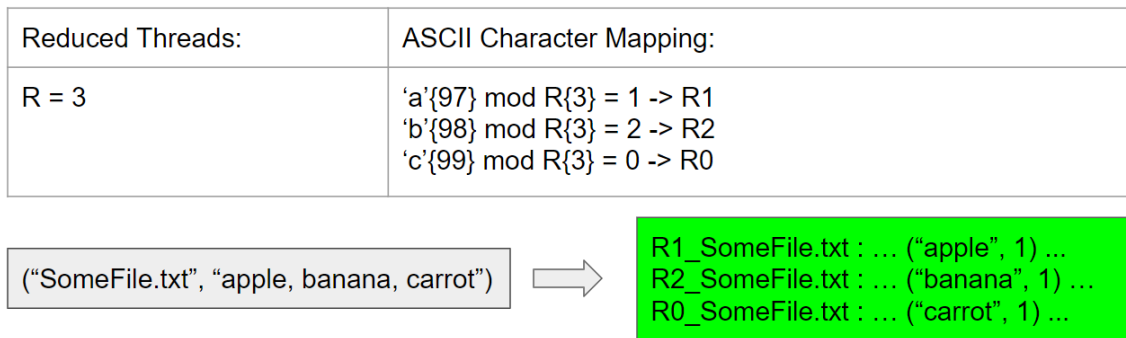 Reduced Threads:
ASCII Character Mapping:
R = 3
‘a’{97} mod R{3} = 1 -> R1
‘b’{98} mod R{3} = 2 -> R2
‘c’{99} mod R{3} = 0 -> R0
(“SomeFile.txt”, “apple, banana, carrot”)
R1_SomeFile.txt : … (“apple”, 1) ...
R2_SomeFile.txt : … (“banana”, 1) …
R0_SomeFile.txt : … (“carrot”, 1) ...